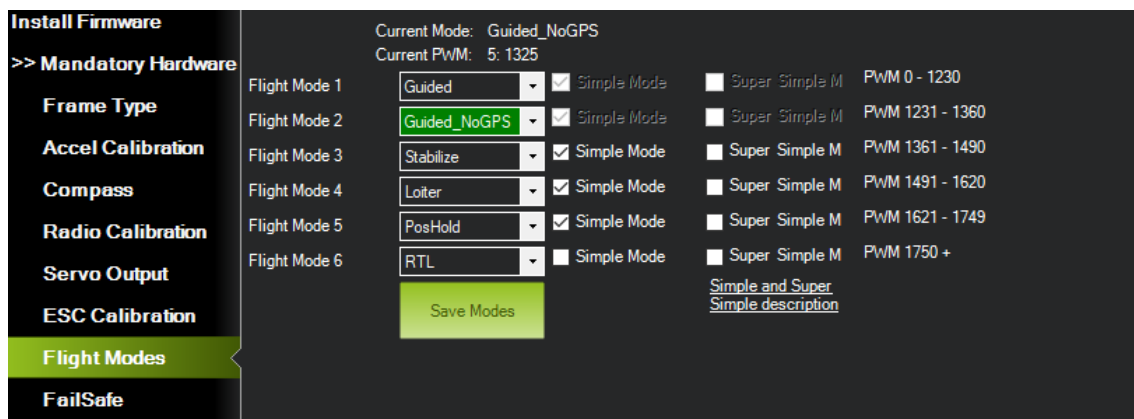 Install Firmware
>> Mandatory Hardware
Frame Type
Accel Calibration
Compass
Radio Calibration
Servo Output
ESC Calibration
Flight Modes
FailSafe
Current Mode: Guided_NoGPS
Current PWM: 5: 1325
Flight Mode 1 Guided Simple Mode Super Simple M PWM 0 - 1230
Flight Mode 2 Guided_NoGPS Simple Mode Super Simple M PWM 1231 - 1360
Flight Mode 3 Stabilize Simple Mode Super Simple M PWM 1361 - 1490
Flight Mode 4 Loiter Simple Mode Super Simple M PWM 1491 - 1620
Flight Mode 5 PosHold Simple Mode Super Simple M PWM 1621 - 1749
Flight Mode 6 RTL Simple Mode Super Simple M PWM 1750 +
Save Modes
Simple and Super
Simple description